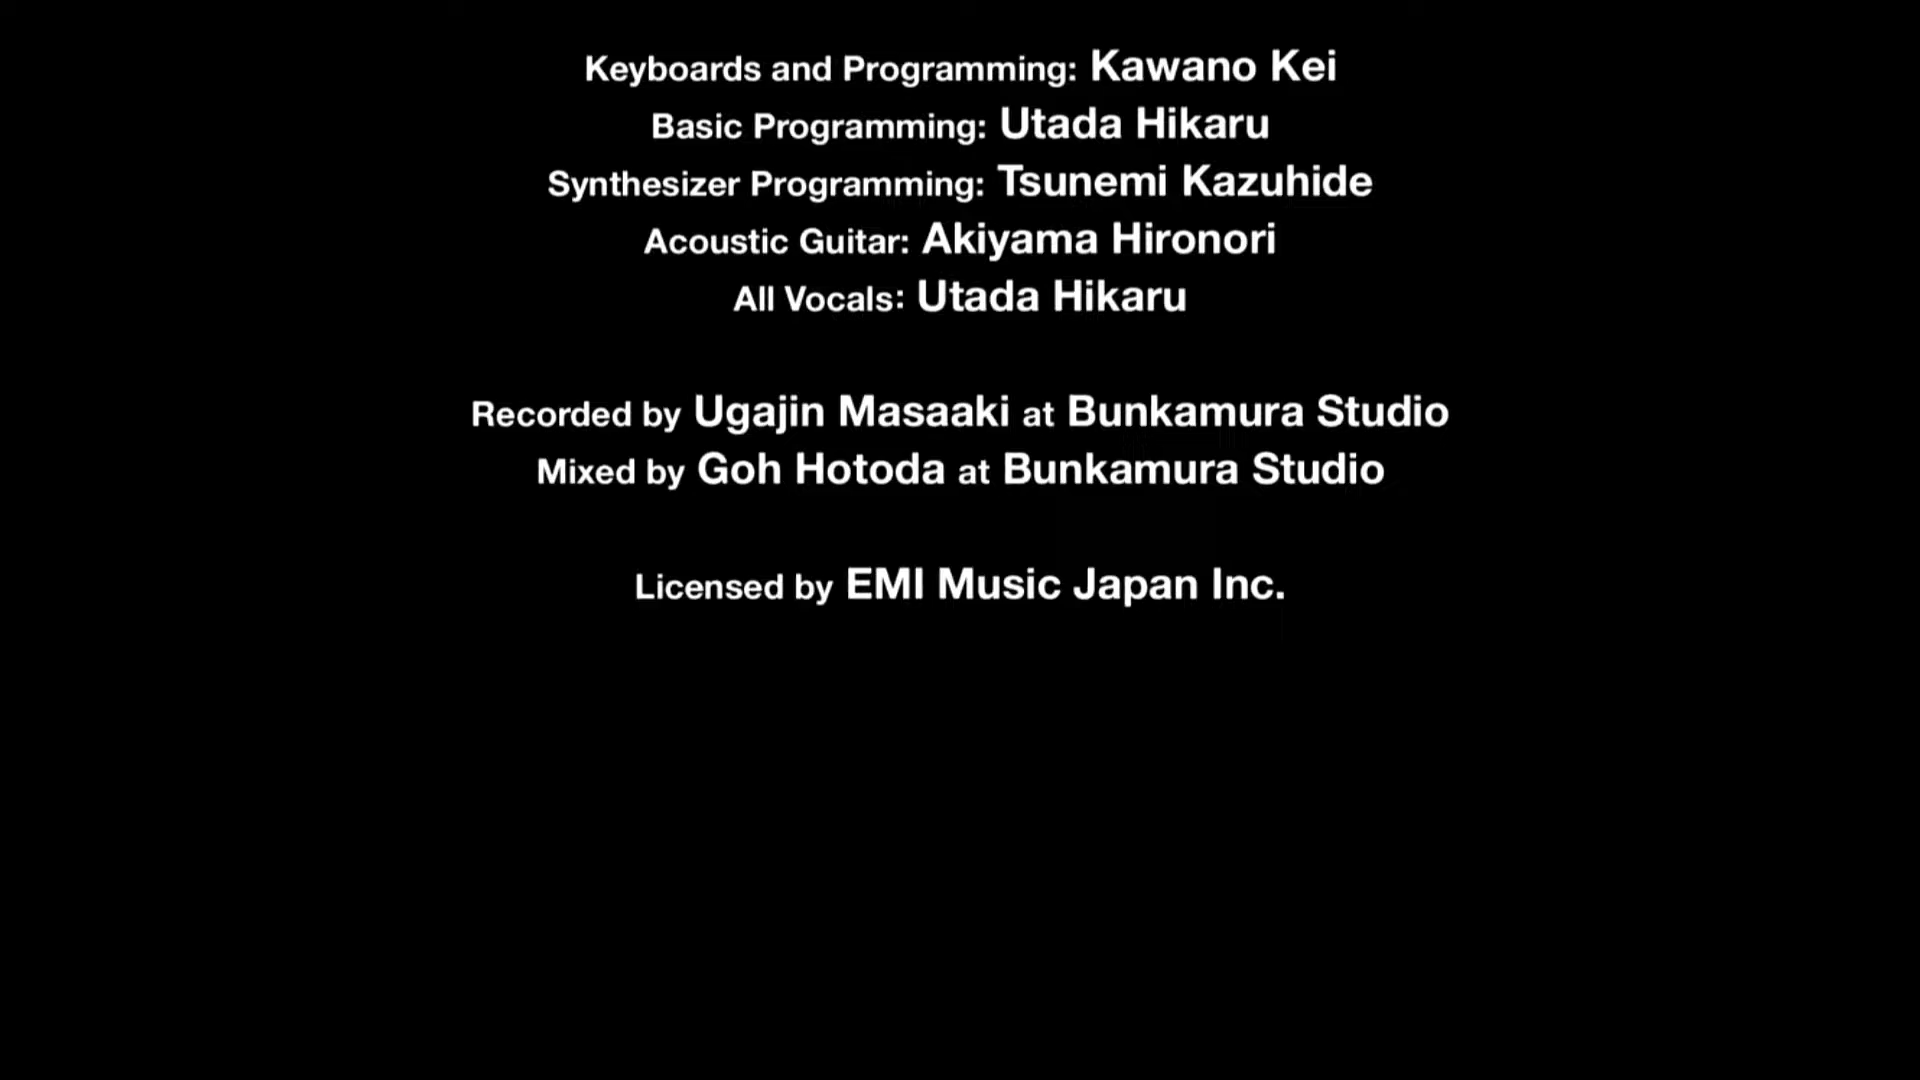 Keyboards and Programming: Kawano Kei
Basic Programming: Utada Hikaru
Synthesizer Programming: Tsunemi Kazuhide
Acoustic Guitar: Akiyama Hironori
All Vocals: Utada Hikaru
Recorded by Ugajin Masaaki at Bunkamura Studio
Mixed by Goh Hotoda at Bunkamura Studio
Licensed by EMI Music Japan Inc.